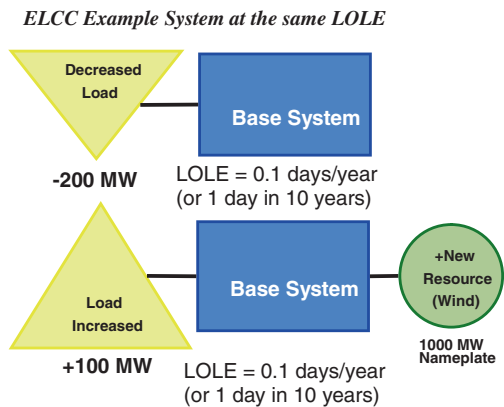 ELCC Example System at the same LOLE
Decreased
Load
Base System
-200 MW
LOLE = 0.1 days/year
(or 1 day in 10 years)
Load
Increased
Base System
+New
Resource
(Wind)
+100 MW
1000 MW
Nameplate
LOLE = 0.1 days/year
(or 1 day in 10 years)